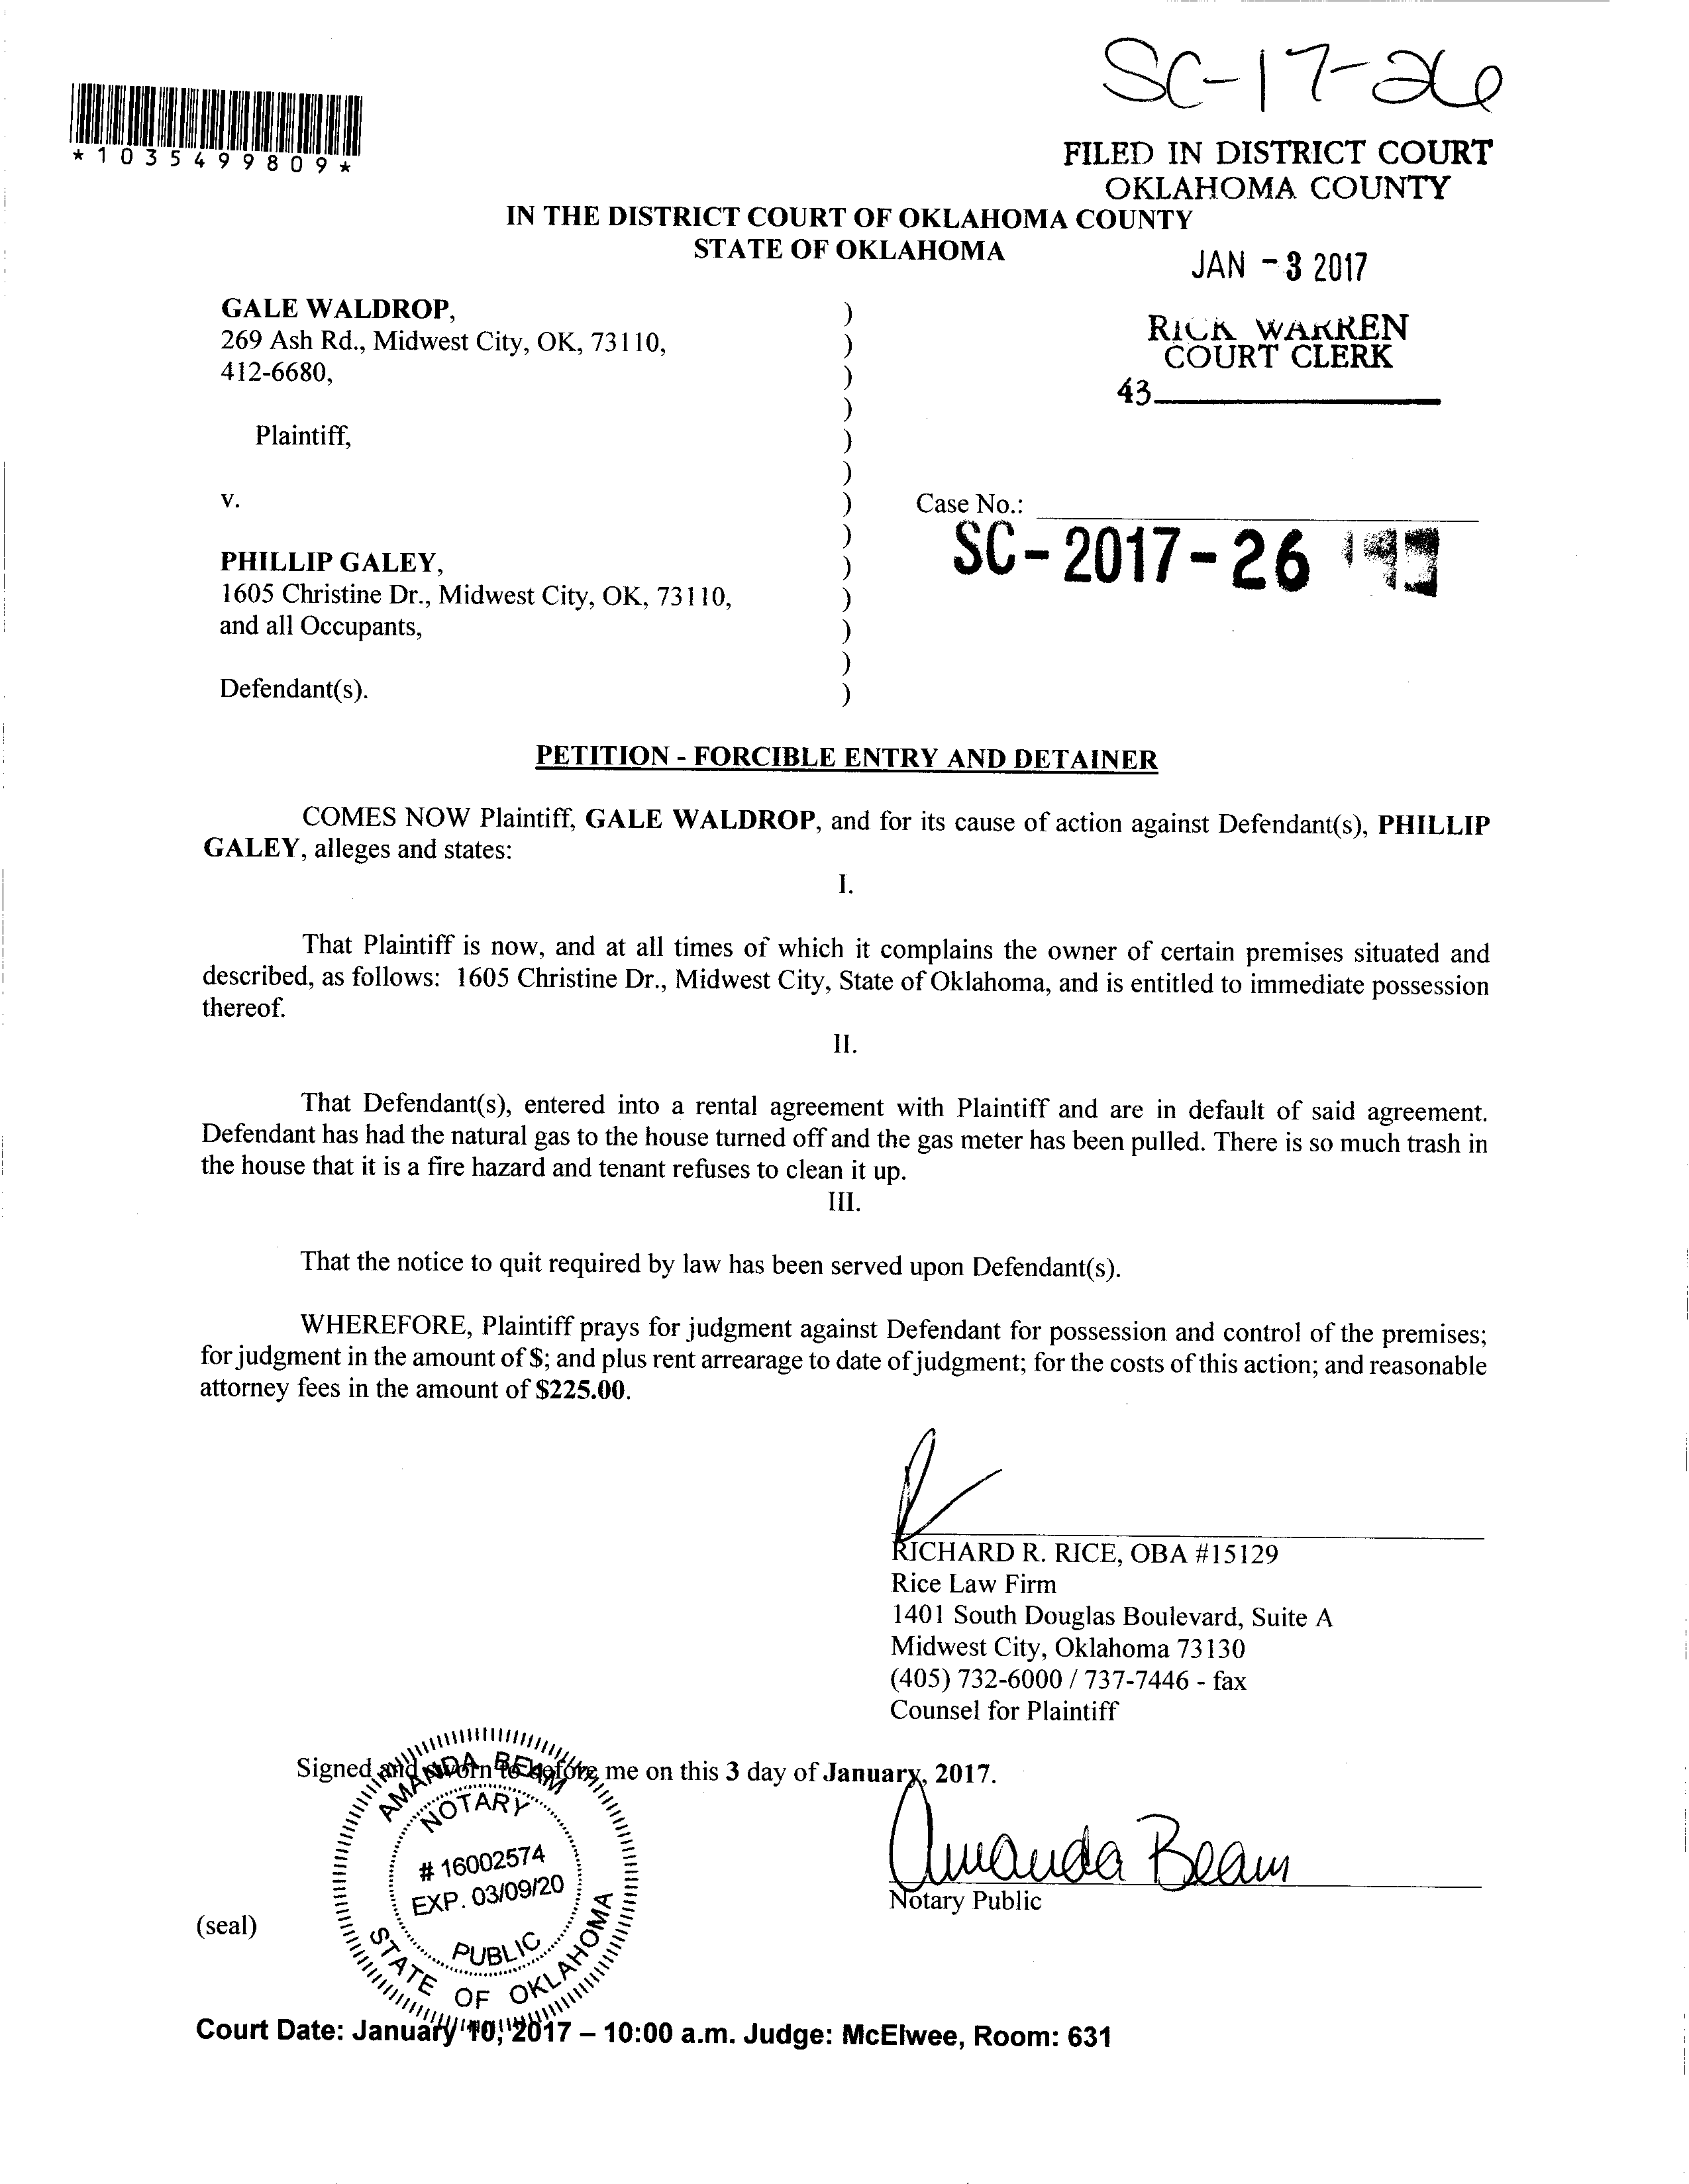 SC-17-26
*1035499809*
FILED IN DISTRICT COURT
OKLAHOMA COUNTY
IN THE DISTRICT COURT OF OKLAHOMA COUNTY
STATE OF OKLAHOMA
JAN - 3 2017
GALE WALDROP,
269 Ash Rd., Midwest City, OK, 73110,
412-6680,
RICK WARREN
COURT CLERK
43
Plaintiff,
v.
Case No.:
SC-2017-26
PHILLIP GALEY,
1605 Christine Dr., Midwest City, OK, 73110,
and all Occupants,
Defendant(s).
)
)
)
)
)
)
)
)
)
)
)
)
)
PETITION - FORCIBLE ENTRY AND DETAINER
COMES NOW Plaintiff, GALE WALDROP, and for its cause of action against Defendant(s), PHILLIP
GALEY, alleges and states:
I.
That Plaintiff is now, and at all times of which it complains the owner of certain premises situated and
described, as follows: 1605 Christine Dr., Midwest City, State of Oklahoma, and is entitled to immediate possession
thereof.
II.
That Defendant(s), entered into a rental agreement with Plaintiff and are in default of said agreement.
Defendant has had the natural gas to the house turned off and the gas meter has been pulled. There is so much trash in
the house that it is a fire hazard and tenant refuses to clean it up.
III.
That the notice to quit required by law has been served upon Defendant(s).
WHEREFORE, Plaintiff prays for judgment against Defendant for possession and control of the premises;
for judgment in the amount of $; and plus rent arrearage to date of judgment; for the costs of this action; and reasonable
attorney fees in the amount of $225.00.
RICHARD R. RICE, OBA #15129
Rice Law Firm
1401 South Douglas Boulevard, Suite A
Midwest City, Oklahoma 73130
(405) 732-6000 / 737-7446 - fax
Counsel for Plaintiff
Signed and sworn to before me on this 3 day of January, 2017.
Amanda Beam
Notary Public
AMANDA BEAM
NOTARY
# 16002574
EXP. 03/09/20
PUBLIC
STATE OF OKLAHOMA
(seal)
Court Date: January 10, 2017 – 10:00 a.m. Judge: McElwee, Room: 631